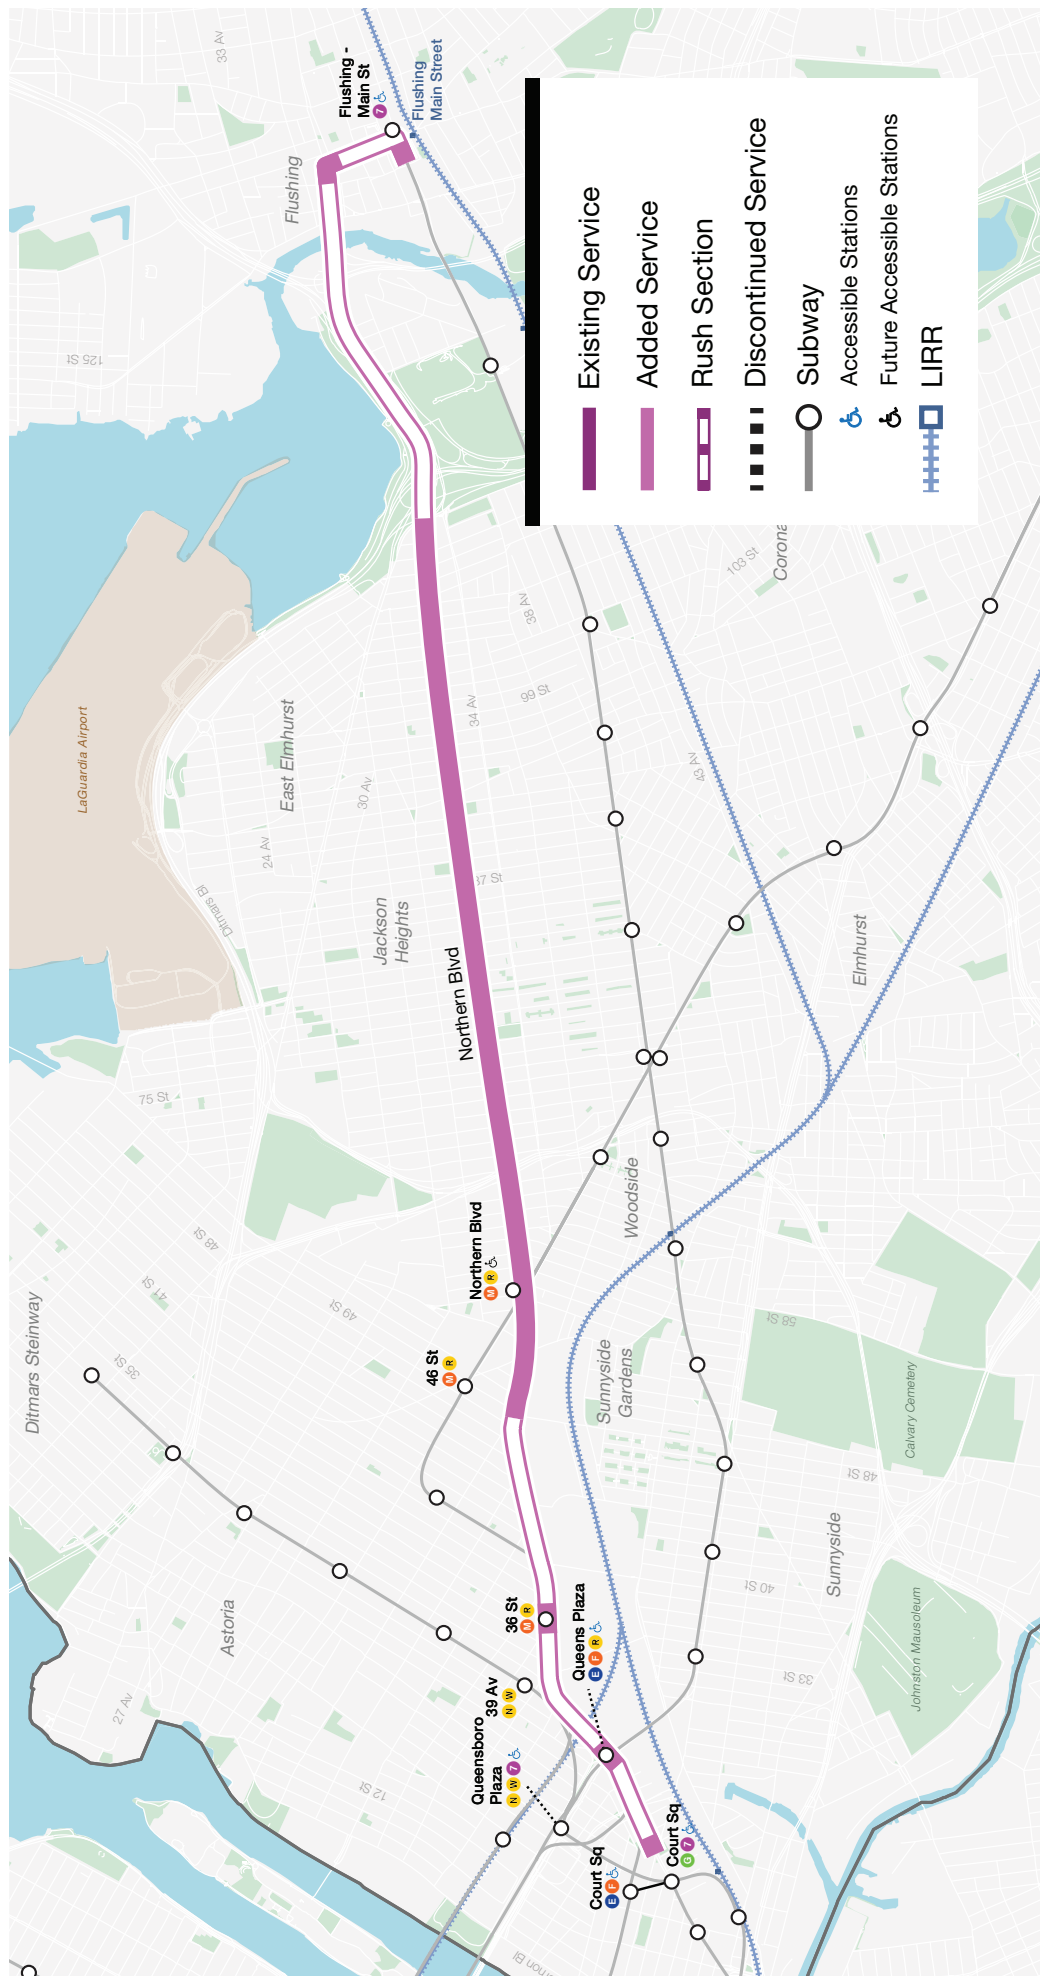 33 Av
Flushing -
Main St
7
Flushing
Main Street
Flushing
125 St
LaGuardia Airport
East Elmhurst
24 Av
30 Av
34 Av
38 Av
99 St
103 St
Corona
43 Av
Ditmars Bl
Jackson
Heights
Northern Blvd
Elmhurst
75 St
Woodside
Northern Blvd
M R
46 St
M R
48 St
41 St
49 St
35 St
Ditmars Steinway
Sunnyside
Gardens
58 St
Calvary Cemetery
48 St
Sunnyside
40 St
Johnston Mausoleum
33 St
Astoria
27 Av
12 St
36 St
M R
Queens Plaza
E F R
39 Av
N W
Queensboro
Plaza
N W 7
Court Sq
E F
Court Sq
G 7
Existing Service
Added Service
Rush Section
Discontinued Service
Subway
Accessible Stations
Future Accessible Stations
LIRR